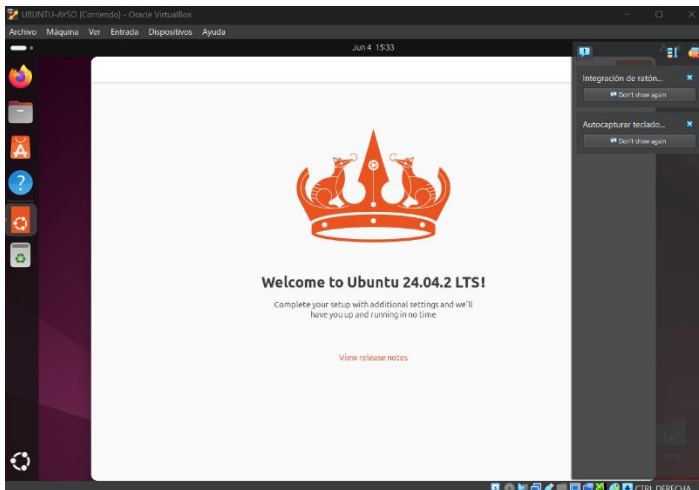 UBUNTU-AYSO [Corriendo] - Oracle VirtualBox
Archivo Máquina Ver Entrada Dispositivos Ayuda
Jun 4 15:33
Integración de ratón...
Don't show again
Autocapturar teclado...
Don't show again
Welcome to Ubuntu 24.04.2 LTS!
Complete your setup with additional settings and we'll
have you up and running in no time
View release notes
Home
CTRL DERECHA